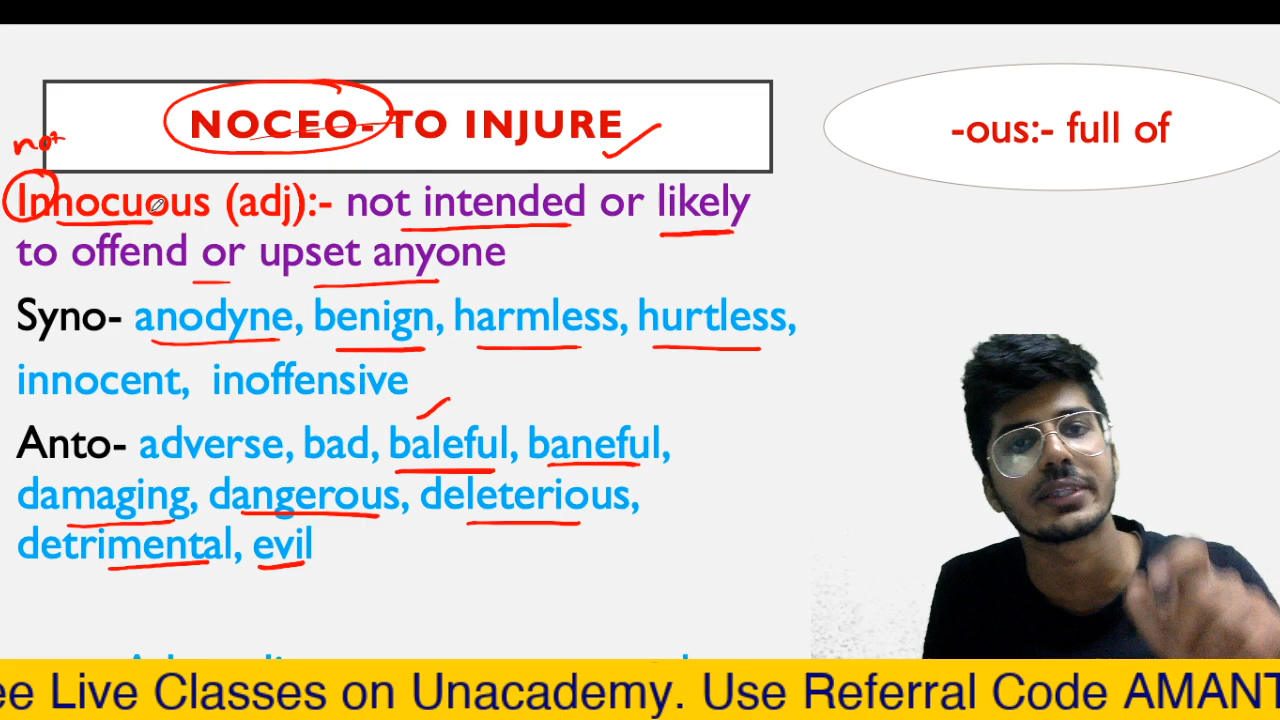 NOCEO- TO INJURE
-ous:- full of
not
Innocuous (adj):- not intended or likely
to offend or upset anyone
Syno- anodyne, benign, harmless, hurtless,
innocent, inoffensive
Anto- adverse, bad, baleful, baneful,
damaging, dangerous, deleterious,
detrimental, evil
ee Live Classes on Unacademy. Use Referral Code AMANT